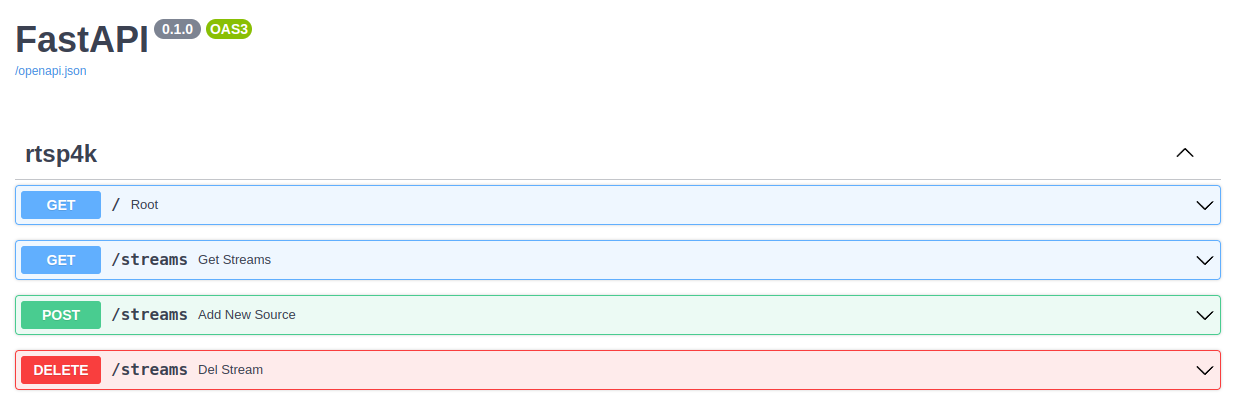 FastAPI 0.1.0 OAS3
/openapi.json
rtsp4k
GET / Root
GET /streams Get Streams
POST /streams Add New Source
DELETE /streams Del Stream